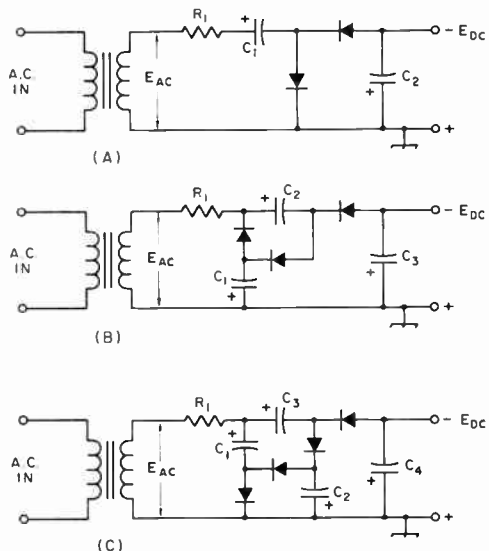 R1
+
C1
− EDC
A.C.
IN
EAC
C2
+
+
(A)
R1
+
C2
− EDC
A.C.
IN
EAC
C1
+
C3
+
+
(B)
R1
+
C3
− EDC
A.C.
IN
EAC
+
C1
C2
+
C4
+
+
(C)